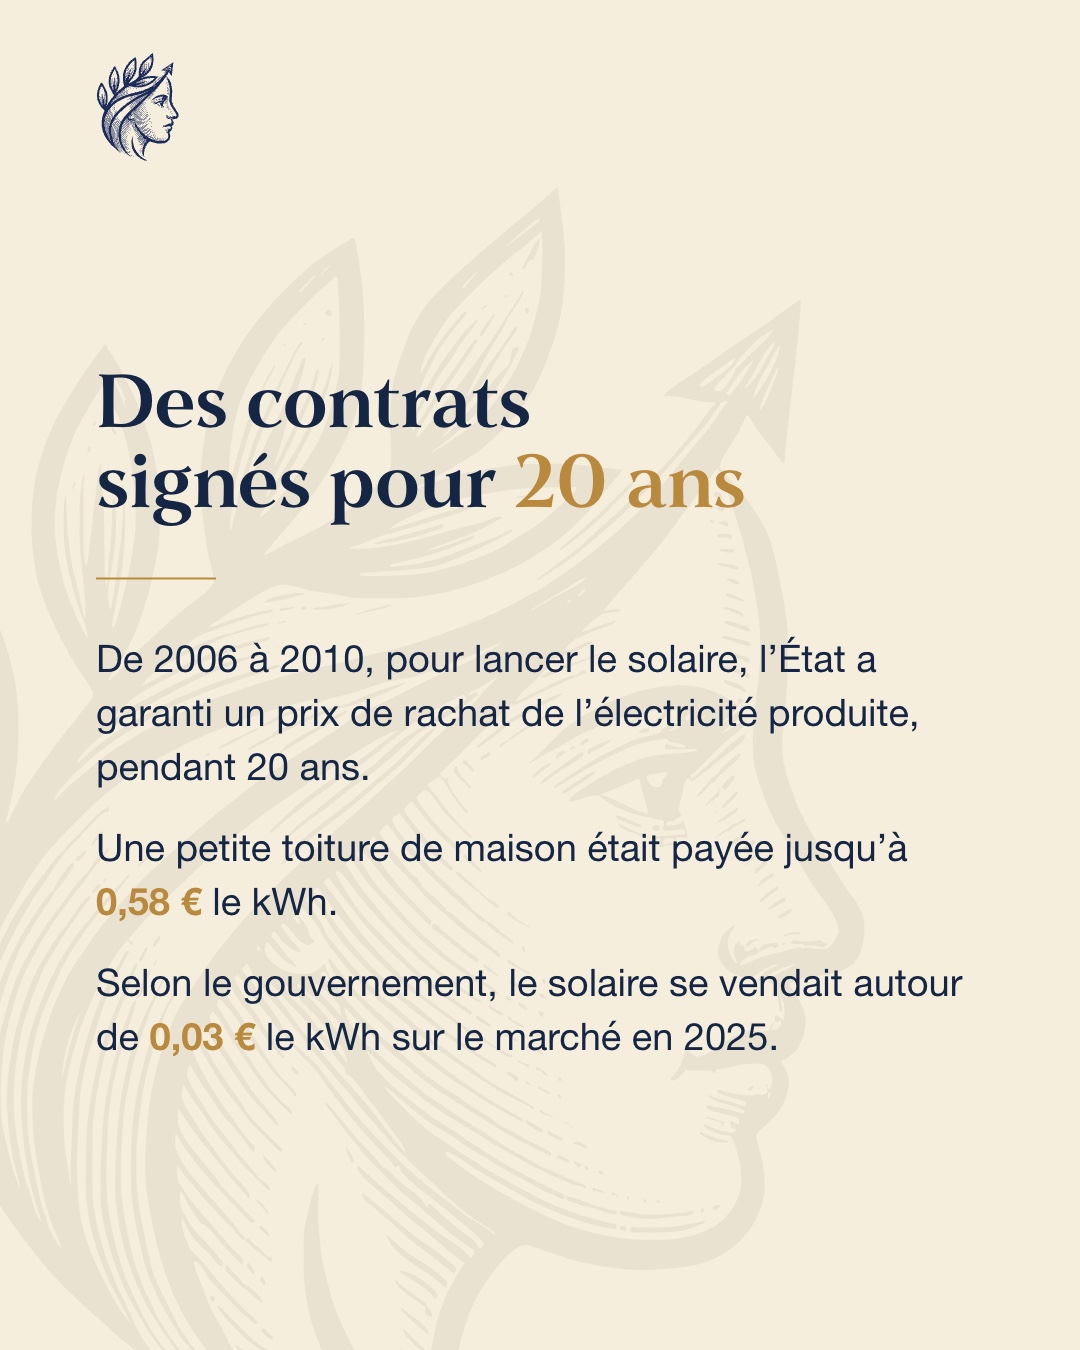 Des contrats
signés pour 20 ans
De 2006 à 2010, pour lancer le solaire, l’État a
garanti un prix de rachat de l’électricité produite,
pendant 20 ans.
Une petite toiture de maison était payée jusqu’à
0,58 € le kWh.
Selon le gouvernement, le solaire se vendait autour
de 0,03 € le kWh sur le marché en 2025.